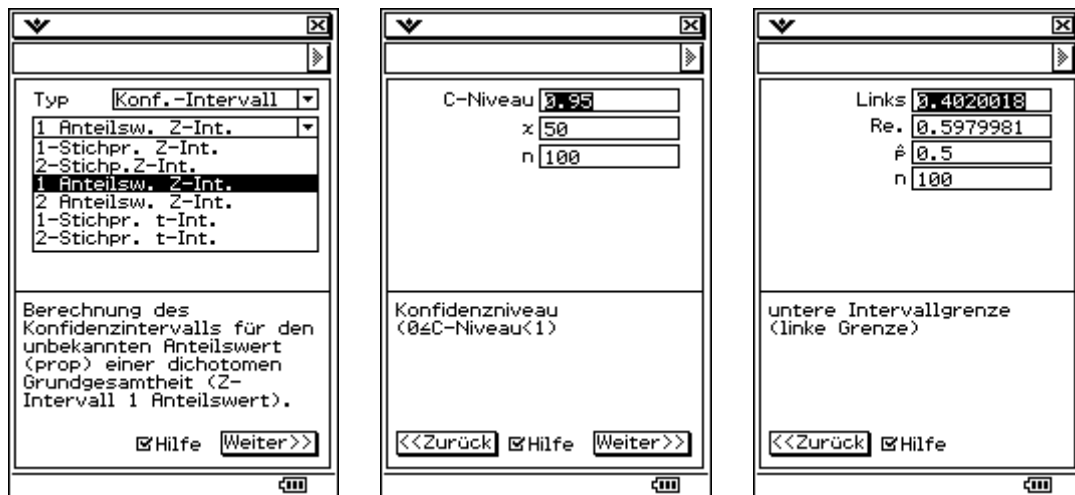 Typ Konf.-Intervall
1 Anteilsw. Z-Int.
1-Stichpr. Z-Int.
2-Stichp.Z-Int.
1 Anteilsw. Z-Int.
2 Anteilsw. Z-Int.
1-Stichpr. t-Int.
2-Stichpr. t-Int.
Berechnung des
Konfidenzintervalls für den
unbekannten Anteilswert
(prop) einer dichotomen
Grundgesamtheit (Z-
Intervall 1 Anteilswert).
Hilfe Weiter>>
C-Niveau 0.95
x 50
n 100
Konfidenzniveau
(0≤C-Niveau<1)
<<Zurück Hilfe Weiter>>
Links 0.4020018
Re. 0.5979981
p̂ 0.5
n 100
untere Intervallgrenze
(linke Grenze)
<<Zurück Hilfe